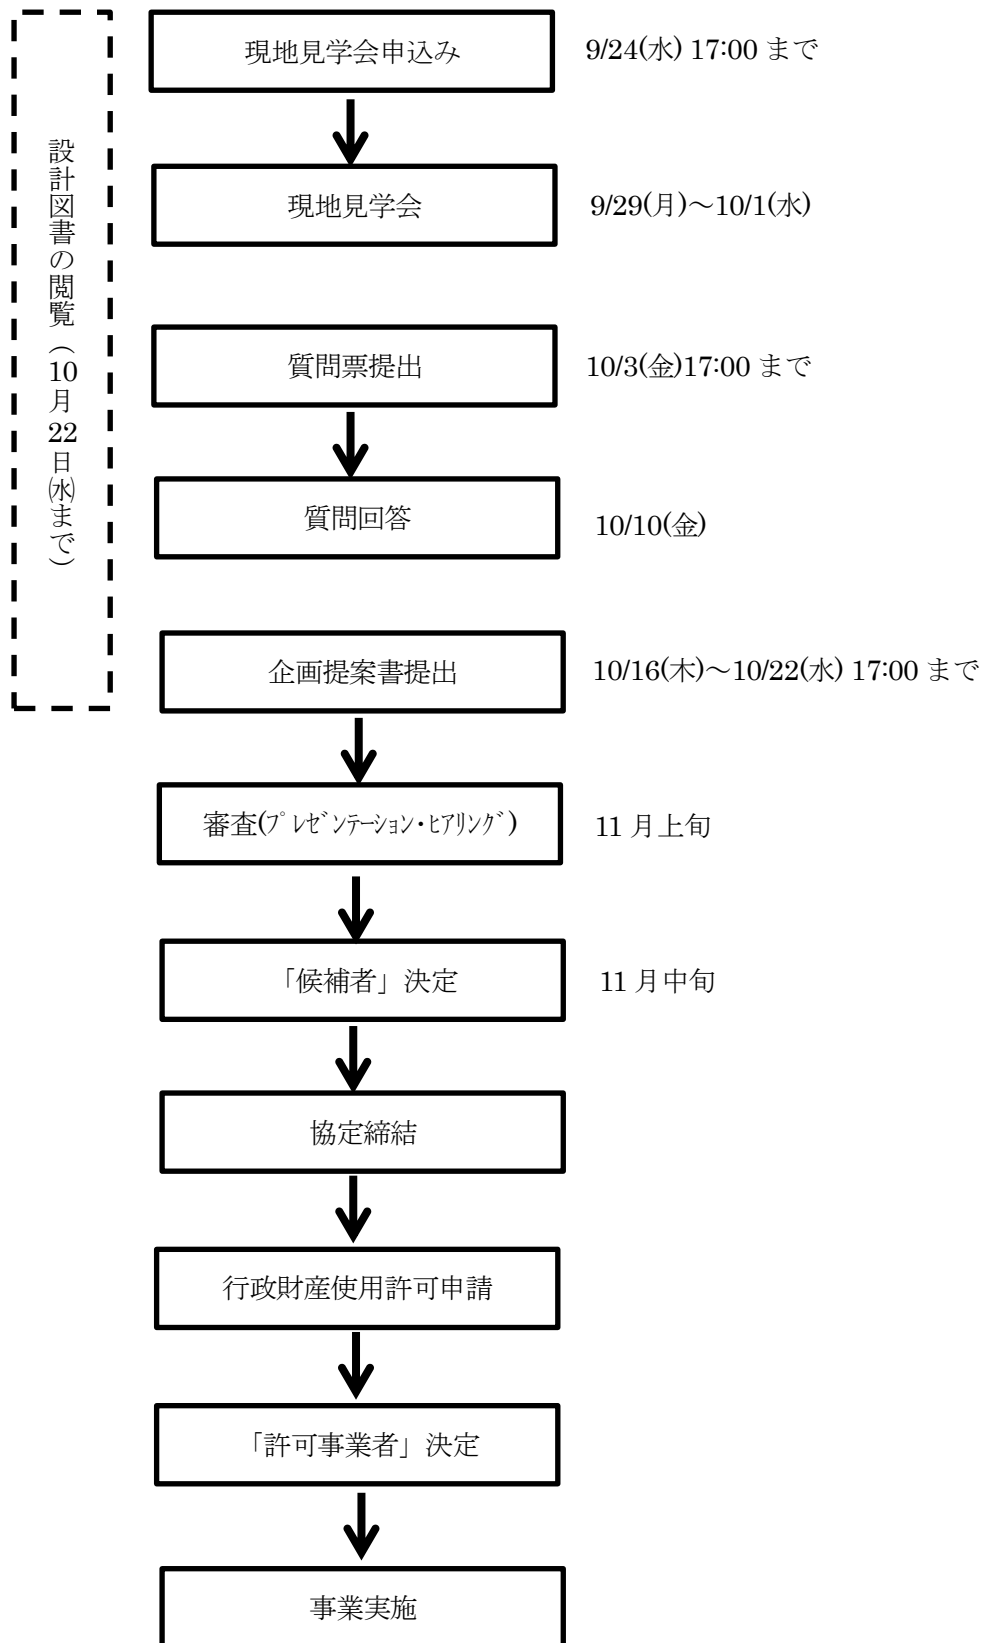 設計図書の閲覧(10月22日㈬まで)
現地見学会申込み
9/24(水) 17:00 まで
現地見学会
9/29(月)～10/1(水)
質問票提出
10/3(金)17:00 まで
質問回答
10/10(金)
企画提案書提出
10/16(木)～10/22(水) 17:00 まで
審査(ﾌﾟﾚｾﾞﾝﾃｰｼｮﾝ・ﾋｱﾘﾝｸﾞ)
11 月上旬
「候補者」決定
11 月中旬
協定締結
行政財産使用許可申請
「許可事業者」決定
事業実施